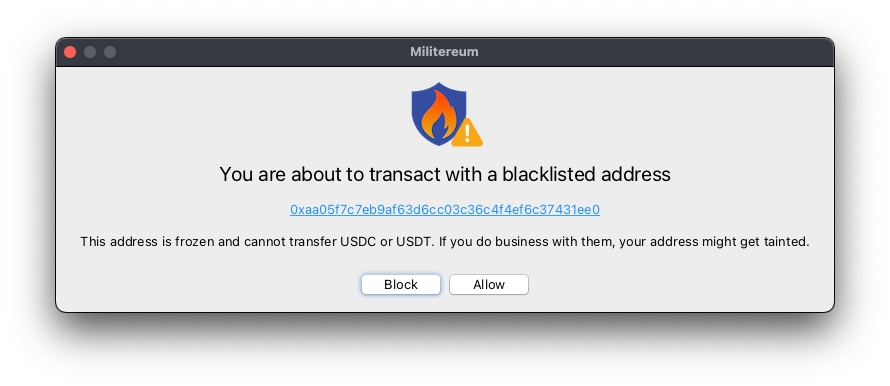 Militereum
You are about to transact with a blacklisted address
0xaa05f7c7eb9af63d6cc03c36c4f4ef6c37431ee0
This address is frozen and cannot transfer USDC or USDT. If you do business with them, your address might get tainted.
Block
Allow